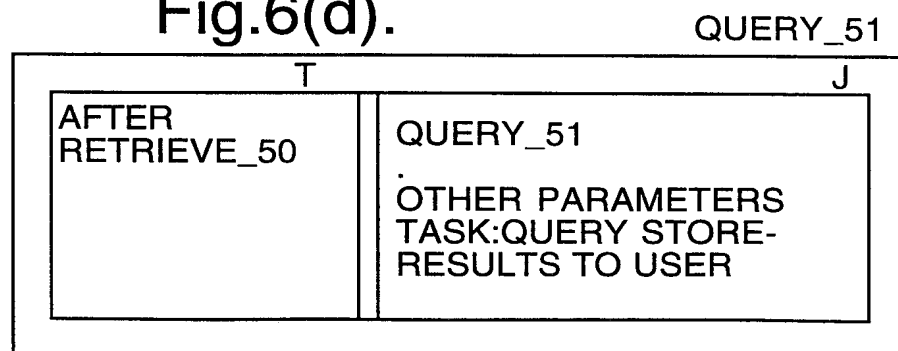 Fig.6(d).
QUERY_51
T J
AFTER
RETRIEVE_50
QUERY_51
.
OTHER PARAMETERS
TASK:QUERY STORE-
RESULTS TO USER